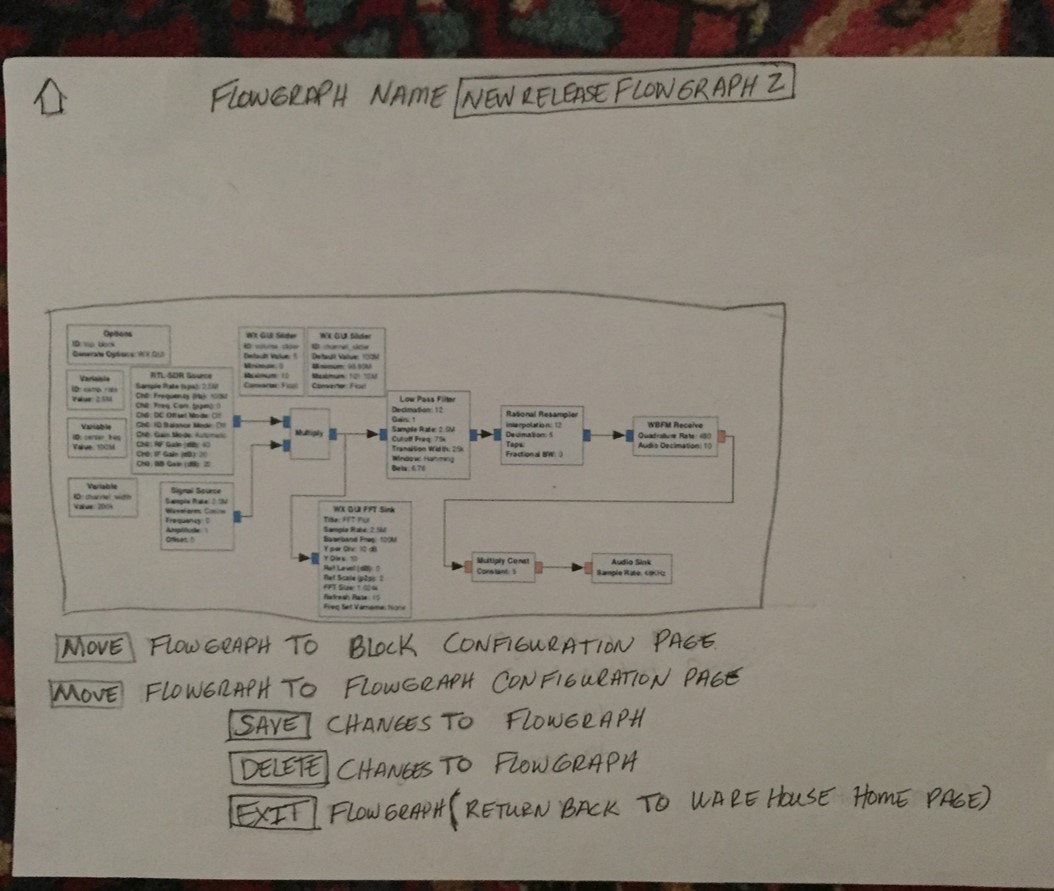 FLOWGRAPH NAME NEW RELEASE FLOWGRAPH 2
Options
ID: top_block
Generate Options: WX GUI
WX GUI Slider
ID: volume_slider
Default Value: 5
Minimum: 0
Maximum: 10
Converter: Float
WX GUI Slider
ID: channel_slider
Default Value: 100M
Maximum: 101.10M
Converter: Float
Variable
ID: samp_rate
Value: 2.5M
Variable
ID: center_freq
Value: 100M
Variable
ID: channel_width
Value: 200k
RTL-SDR Source
Sample Rate (sps): 2.5M
Ch0: Frequency (Hz): 100M
Ch0: Freq. Corr. (ppm): 0
Ch0: DC Offset Mode: Off
Ch0: IQ Balance Mode: Off
Ch0: Gain Mode: Automatic
Ch0: RF Gain (dB): 40
Ch0: IF Gain (dB): 20
Ch0: BB Gain (dB): 20
Signal Source
Sample Rate: 2.5M
Waveform: Cosine
Frequency: 0
Amplitude: 1
Offset: 0
Multiply
Low Pass Filter
Decimation: 12
Gain: 1
Sample Rate: 2.5M
Cutoff Freq: 75k
Transition Width: 25k
Window: Hamming
Beta: 6.76
Rational Resampler
Interpolation: 12
Decimation: 5
Taps:
Fractional BW: 0
WBFM Receive
Quadrature Rate: 480
Audio Decimation: 10
WX GUI FFT Sink
Title: FFT Plot
Sample Rate: 2.5M
Baseband Freq: 100M
Y per Div: 10 dB
Y Divs: 10
Ref Level (dB): 0
Ref Scale (p2p): 2
FFT Size: 1.024k
Refresh Rate: 15
Freq Set Varname: None
Multiply Const
Constant: 5
Audio Sink
Sample Rate: 48KHz
MOVE FLOWGRAPH TO BLOCK CONFIGURATION PAGE
MOVE FLOWGRAPH TO FLOWGRAPH CONFIGURATION PAGE
SAVE CHANGES TO FLOWGRAPH
DELETE CHANGES TO FLOWGRAPH
EXIT FLOWGRAPH (RETURN BACK TO WAREHOUSE HOME PAGE)